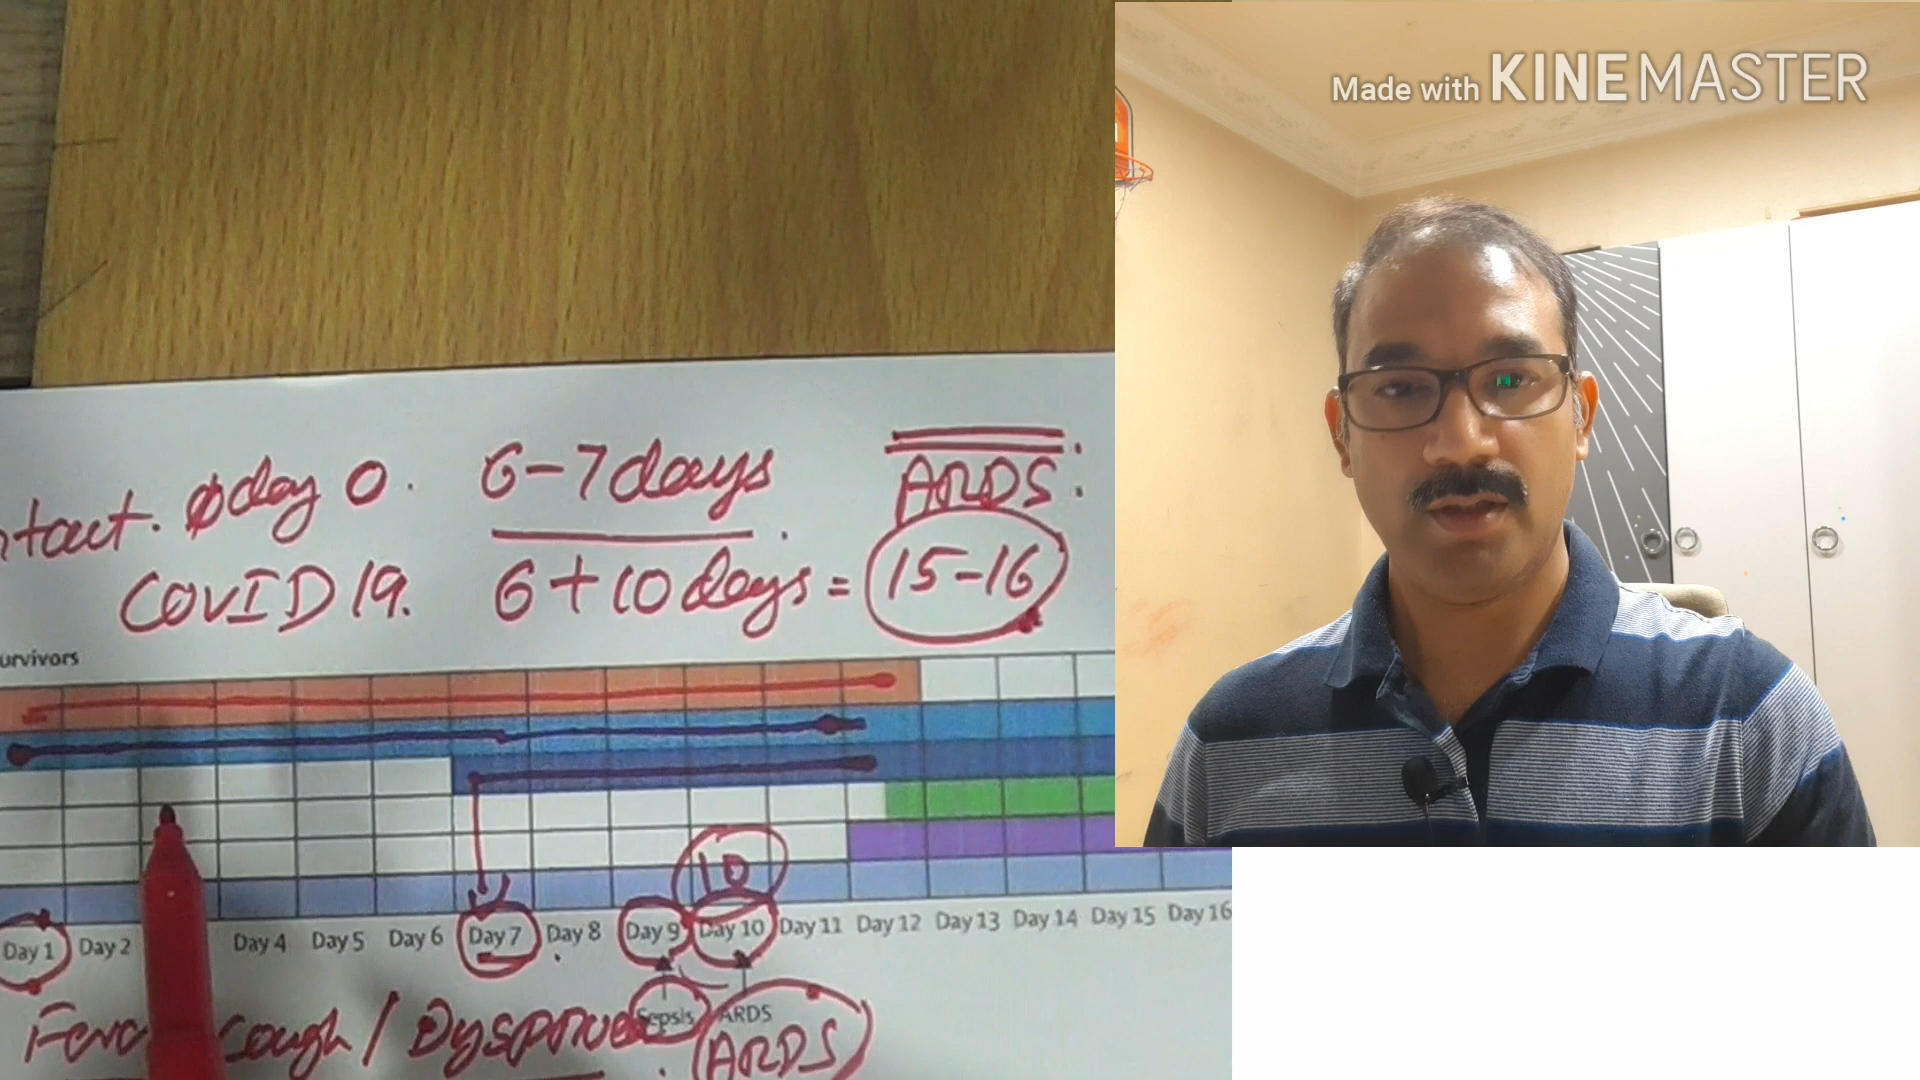 Made with KINEMASTER
day 0. 6-7 days ARDS:
COVID 19. 6+10 days = 15-16
urvivors
10
Day 1 Day 2 Day 4 Day 5 Day 6 Day 7 Day 8 Day 9 Day 10 Day 11 Day 12 Day 13 Day 14 Day 15 Day 16
Sepsis ARDS
cough / ARDS